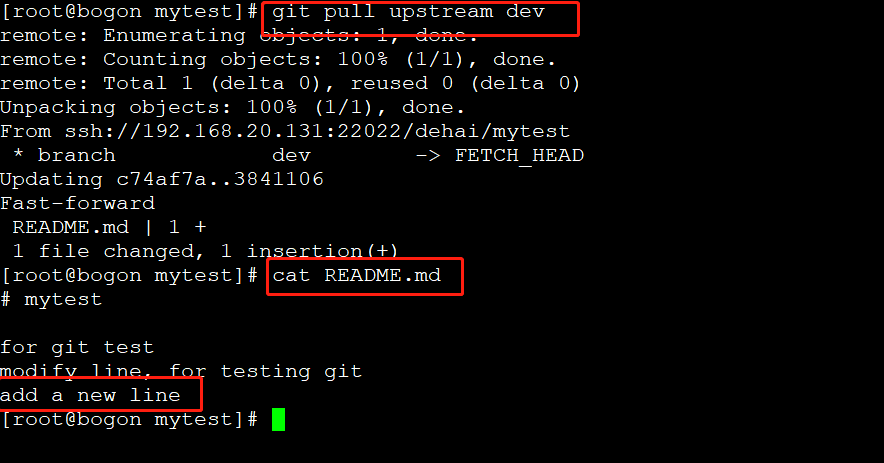 [root@bogon mytest]# git pull upstream dev
remote: Enumerating objects: 1, done.
remote: Counting objects: 100% (1/1), done.
remote: Total 1 (delta 0), reused 0 (delta 0)
Unpacking objects: 100% (1/1), done.
From ssh://192.168.20.131:22022/dehai/mytest
 * branch            dev        -> FETCH_HEAD
Updating c74af7a..3841106
Fast-forward
 README.md | 1 +
 1 file changed, 1 insertion(+)
[root@bogon mytest]# cat README.md
# mytest

for git test
modify line, for testing git
add a new line
[root@bogon mytest]#